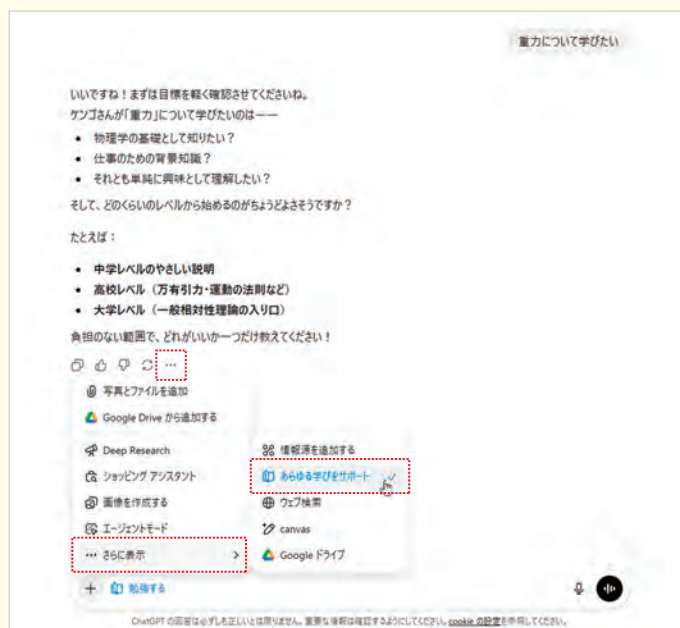 重力について学びたい
いいですね！まずは目標を軽く確認させてくださいね。
ケンゴさんが「重力」について学びたいのは——
• 物理学の基礎として知りたい？
• 仕事のための背景知識？
• それとも単純に興味として理解したい？
そして、どのくらいのレベルから始めるのがちょうどよさそうですか？
たとえば：
• 中学レベルのやさしい説明
• 高校レベル（万有引力・運動の法則など）
• 大学レベル（一般相対性理論の入り口）
負担のない範囲で、どれがいいか一つだけ教えてください！
写真とファイルを追加
Google Drive から追加する
Deep Research
ショッピング アシスタント
画像を作成する
エージェントモード
さらに表示
情報源を追加する
あらゆる学びをサポート
ウェブ検索
canvas
Google ドライブ
勉強する
ChatGPT の回答は必ずしも正しいとは限りません。重要な情報は確認するようにしてください。cookie の設定を参照してください。